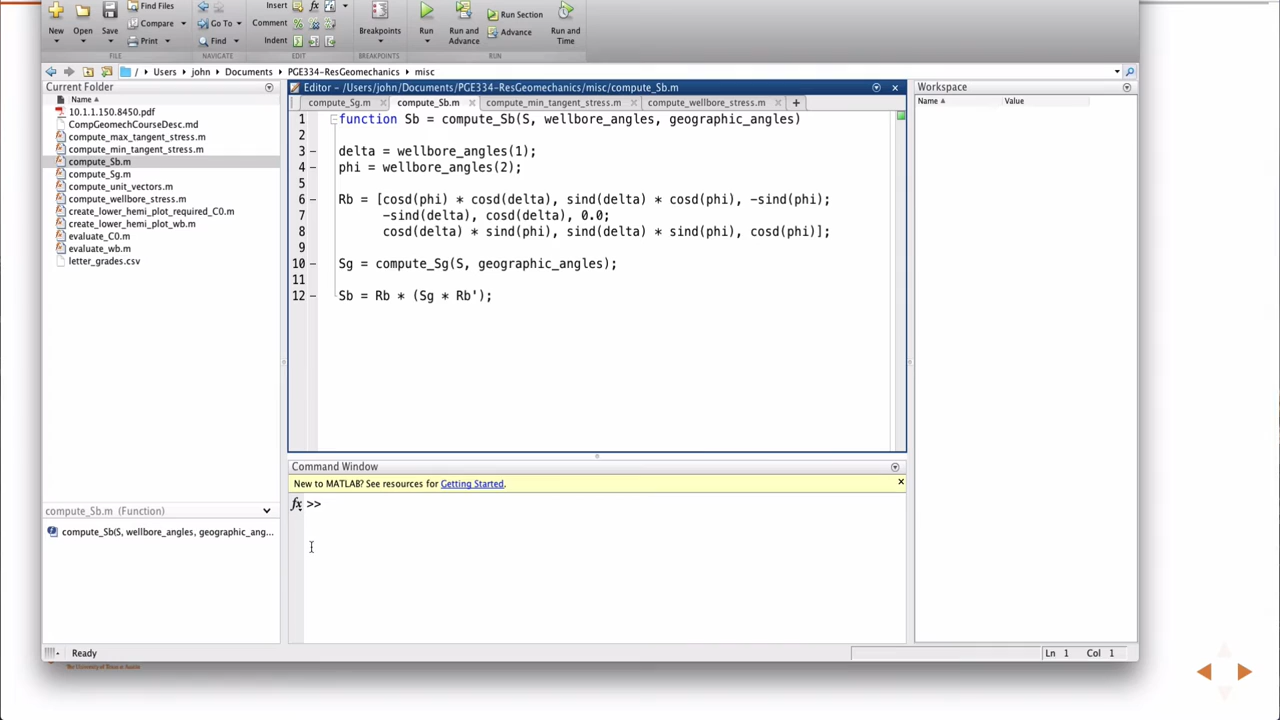 Find Files
Compare
Print
New
Open
Save
FILE
Go To
Find
NAVIGATE
Insert
Comment
Indent
EDIT
Breakpoints
BREAKPOINTS
Run
Run and
Advance
Run Section
Advance
Run and
Time
RUN
/ Users john Documents PGE334-ResGeomechanics misc
Current Folder
Name
10.1.1.150.8450.pdf
CompGeomechCourseDesc.md
compute_max_tangent_stress.m
compute_min_tangent_stress.m
compute_Sb.m
compute_Sg.m
compute_unit_vectors.m
compute_wellbore_stress.m
create_lower_hemi_plot_required_C0.m
create_lower_hemi_plot_wb.m
evaluate_C0.m
evaluate_wb.m
letter_grades.csv
compute_Sb.m (Function)
compute_Sb(S, wellbore_angles, geographic_ang...
Editor - /Users/john/Documents/PGE334-ResGeomechanics/misc/compute_Sb.m
compute_Sg.m compute_Sb.m compute_min_tangent_stress.m compute_wellbore_stress.m
1 function Sb = compute_Sb(S, wellbore_angles, geographic_angles)
2
3 delta = wellbore_angles(1);
4 phi = wellbore_angles(2);
5
6 Rb = [cosd(phi) * cosd(delta), sind(delta) * cosd(phi), -sind(phi);
7 -sind(delta), cosd(delta), 0.0;
8 cosd(delta) * sind(phi), sind(delta) * sind(phi), cosd(phi)];
9
10 Sg = compute_Sg(S, geographic_angles);
11
12 Sb = Rb * (Sg * Rb');
Command Window
New to MATLAB? See resources for Getting Started.
fx >>
Workspace
Name Value
Ready
Ln 1 Col 1
The University of Texas at Austin